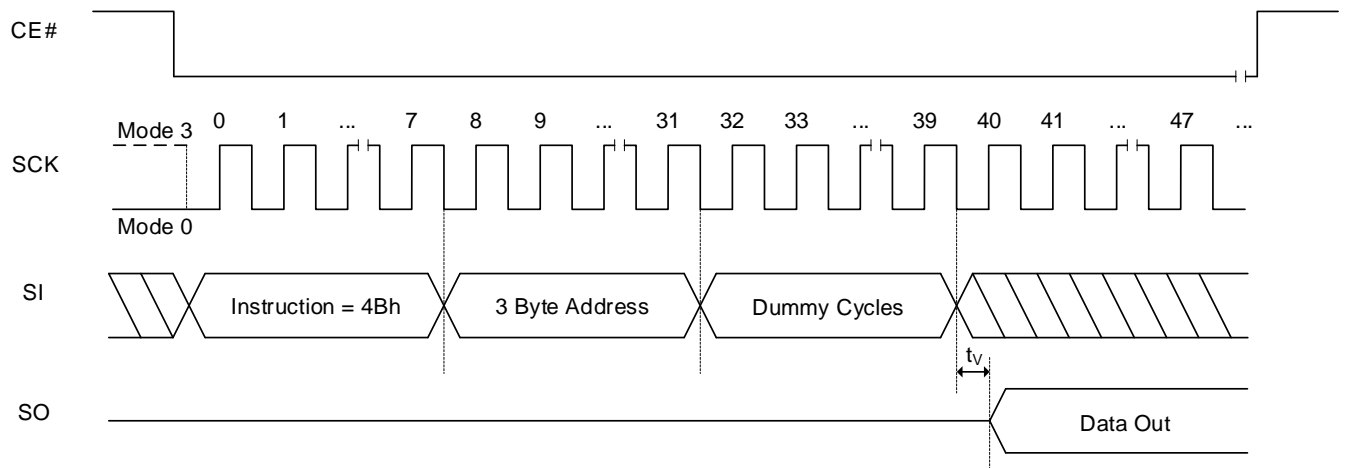 CE#
0 1 ... 7 8 9 ... 31 32 33 ... 39 40 41 ... 47 ...
Mode 3
SCK
Mode 0
SI
Instruction = 4Bh
3 Byte Address
Dummy Cycles
tV
SO
Data Out